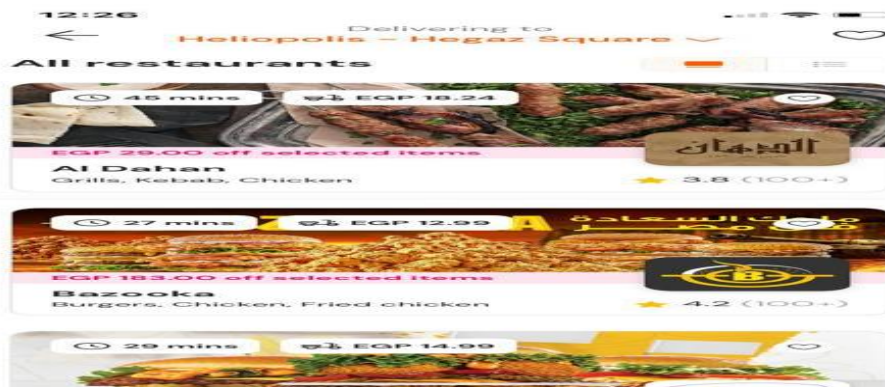 12:26
Delivering to
Heliopolis - Hegaz Square
All restaurants
45 mins EGP 18.24
EGP 29.00 off selected items
الدهان
Al Dahan
Grills, Kebab, Chicken
3.8 (100+)
27 mins EGP 12.99
EGP 183.00 off selected items
B
Bazooka
Burgers, Chicken, Fried chicken
4.2 (100+)
29 mins EGP 14.99